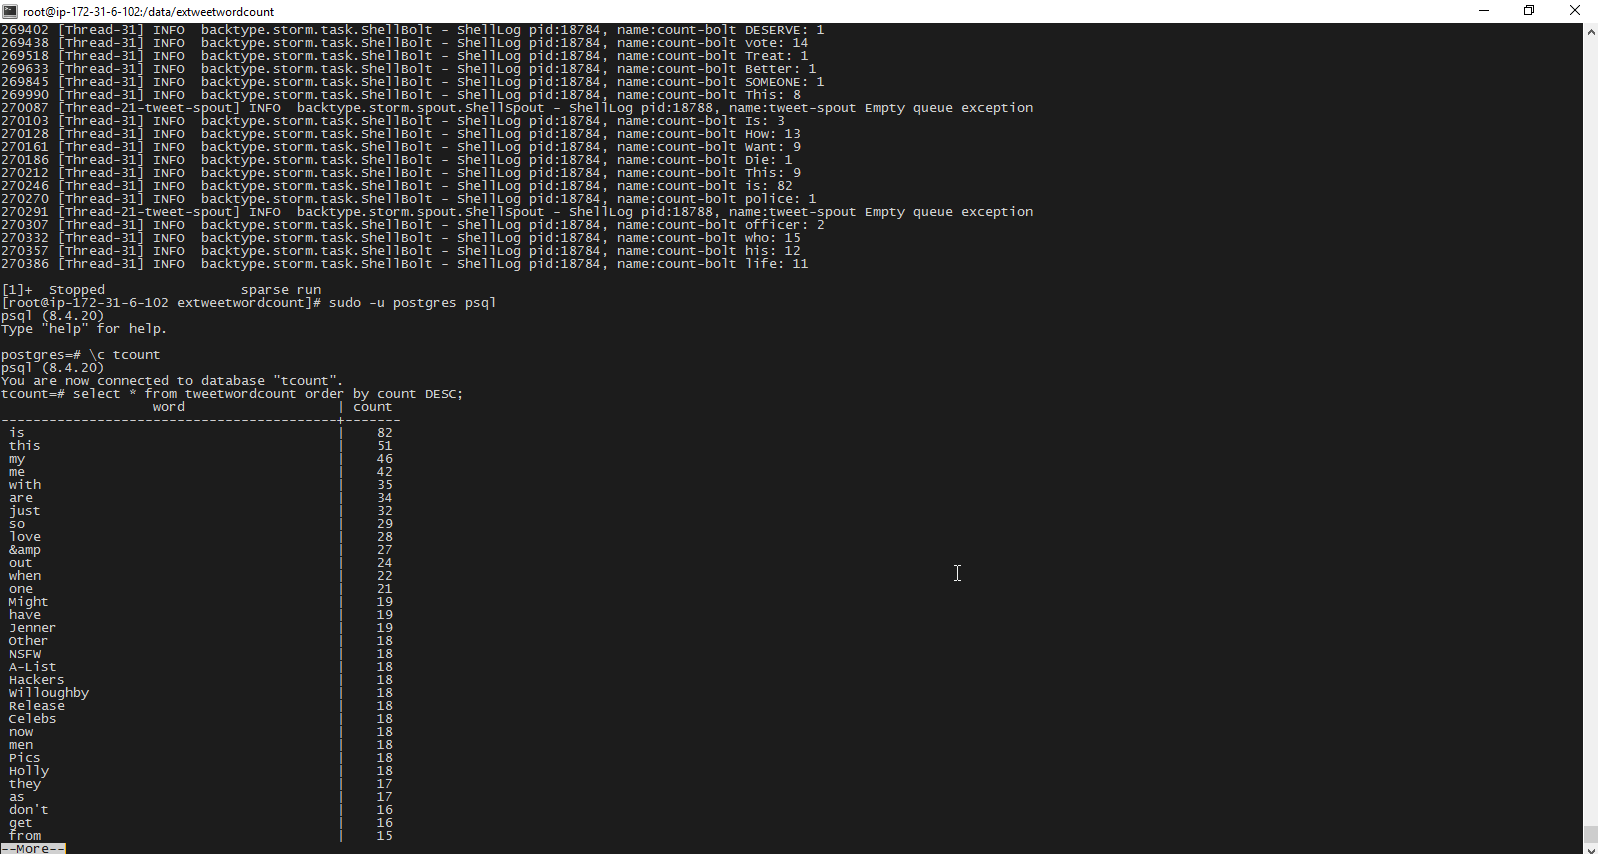 root@ip-172-31-6-102:/data/extweetwordcount
269402 [Thread-31] INFO  backtype.storm.task.ShellBolt - ShellLog pid:18784, name:count-bolt DESERVE: 1
269438 [Thread-31] INFO  backtype.storm.task.ShellBolt - ShellLog pid:18784, name:count-bolt vote: 14
269518 [Thread-31] INFO  backtype.storm.task.ShellBolt - ShellLog pid:18784, name:count-bolt Treat: 1
269633 [Thread-31] INFO  backtype.storm.task.ShellBolt - ShellLog pid:18784, name:count-bolt Better: 1
269845 [Thread-31] INFO  backtype.storm.task.ShellBolt - ShellLog pid:18784, name:count-bolt SOMEONE: 1
269990 [Thread-31] INFO  backtype.storm.task.ShellBolt - ShellLog pid:18784, name:count-bolt This: 8
270087 [Thread-21-tweet-spout] INFO  backtype.storm.spout.ShellSpout - ShellLog pid:18788, name:tweet-spout Empty queue exception
270103 [Thread-31] INFO  backtype.storm.task.ShellBolt - ShellLog pid:18784, name:count-bolt Is: 3
270128 [Thread-31] INFO  backtype.storm.task.ShellBolt - ShellLog pid:18784, name:count-bolt How: 13
270161 [Thread-31] INFO  backtype.storm.task.ShellBolt - ShellLog pid:18784, name:count-bolt Want: 9
270186 [Thread-31] INFO  backtype.storm.task.ShellBolt - ShellLog pid:18784, name:count-bolt Die: 1
270212 [Thread-31] INFO  backtype.storm.task.ShellBolt - ShellLog pid:18784, name:count-bolt This: 9
270246 [Thread-31] INFO  backtype.storm.task.ShellBolt - ShellLog pid:18784, name:count-bolt is: 82
270270 [Thread-31] INFO  backtype.storm.task.ShellBolt - ShellLog pid:18784, name:count-bolt police: 1
270291 [Thread-21-tweet-spout] INFO  backtype.storm.spout.ShellSpout - ShellLog pid:18788, name:tweet-spout Empty queue exception
270307 [Thread-31] INFO  backtype.storm.task.ShellBolt - ShellLog pid:18784, name:count-bolt officer: 2
270332 [Thread-31] INFO  backtype.storm.task.ShellBolt - ShellLog pid:18784, name:count-bolt who: 15
270357 [Thread-31] INFO  backtype.storm.task.ShellBolt - ShellLog pid:18784, name:count-bolt his: 12
270386 [Thread-31] INFO  backtype.storm.task.ShellBolt - ShellLog pid:18784, name:count-bolt life: 11
[1]+  Stopped                 sparse run
[root@ip-172-31-6-102 extweetwordcount]# sudo -u postgres psql
psql (8.4.20)
Type "help" for help.
postgres=# \c tcount
psql (8.4.20)
You are now connected to database "tcount".
tcount=# select * from tweetwordcount order by count DESC;
word | count
------------------------------------------+-------
is | 82
this | 51
my | 46
me | 42
with | 35
are | 34
just | 32
so | 29
love | 28
&amp | 27
out | 24
when | 22
one | 21
Might | 19
have | 19
Jenner | 19
Other | 18
NSFW | 18
A-List | 18
Hackers | 18
Willoughby | 18
Release | 18
Celebs | 18
now | 18
men | 18
Pics | 18
Holly | 18
they | 17
as | 17
don't | 16
get | 16
from | 15
--More--